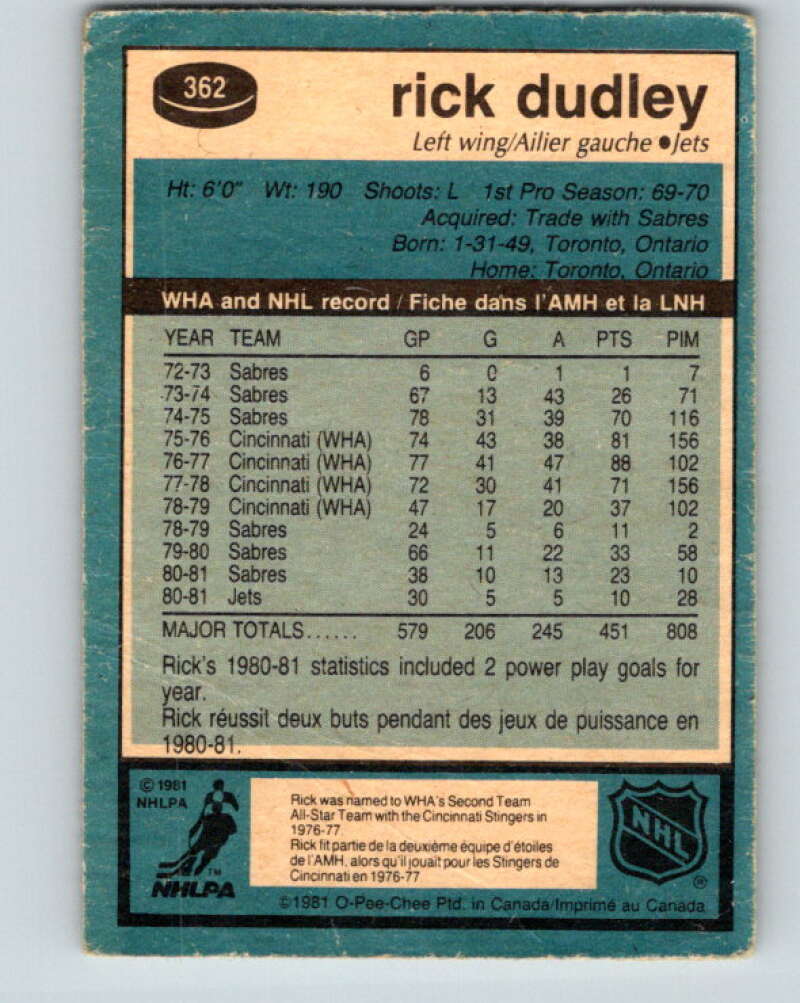 362
rick dudley
Left wing/Ailier gauche ● Jets
Ht: 6'0" Wt: 190 Shoots: L 1st Pro Season: 69-70
Acquired: Trade with Sabres
Born: 1-31-49, Toronto, Ontario
Home: Toronto, Ontario
WHA and NHL record / Fiche dans l'AMH et la LNH
YEAR TEAM GP G A PTS PIM
72-73 Sabres 6 0 1 1 7
73-74 Sabres 67 13 43 26 71
74-75 Sabres 78 31 39 70 116
75-76 Cincinnati (WHA) 74 43 38 81 156
76-77 Cincinnati (WHA) 77 41 47 88 102
77-78 Cincinnati (WHA) 72 30 41 71 156
78-79 Cincinnati (WHA) 47 17 20 37 102
78-79 Sabres 24 5 6 11 2
79-80 Sabres 66 11 22 33 58
80-81 Sabres 38 10 13 23 10
80-81 Jets 30 5 5 10 28
MAJOR TOTALS...... 579 206 245 451 808
Rick's 1980-81 statistics included 2 power play goals for
year.
Rick réussit deux buts pendant des jeux de puissance en
1980-81.
© 1981
NHLPA
TM
NHLPA
Rick was named to WHA's Second Team
All-Star Team with the Cincinnati Stingers in
1976-77.
Rick fit partie de la deuxième équipe d'étoiles
de l'AMH, alors qu'il jouait pour les Stingers de
Cincinnati en 1976-77
NHL
®
©1981 O-Pee-Chee Ptd. in Canada/Imprimé au Canada